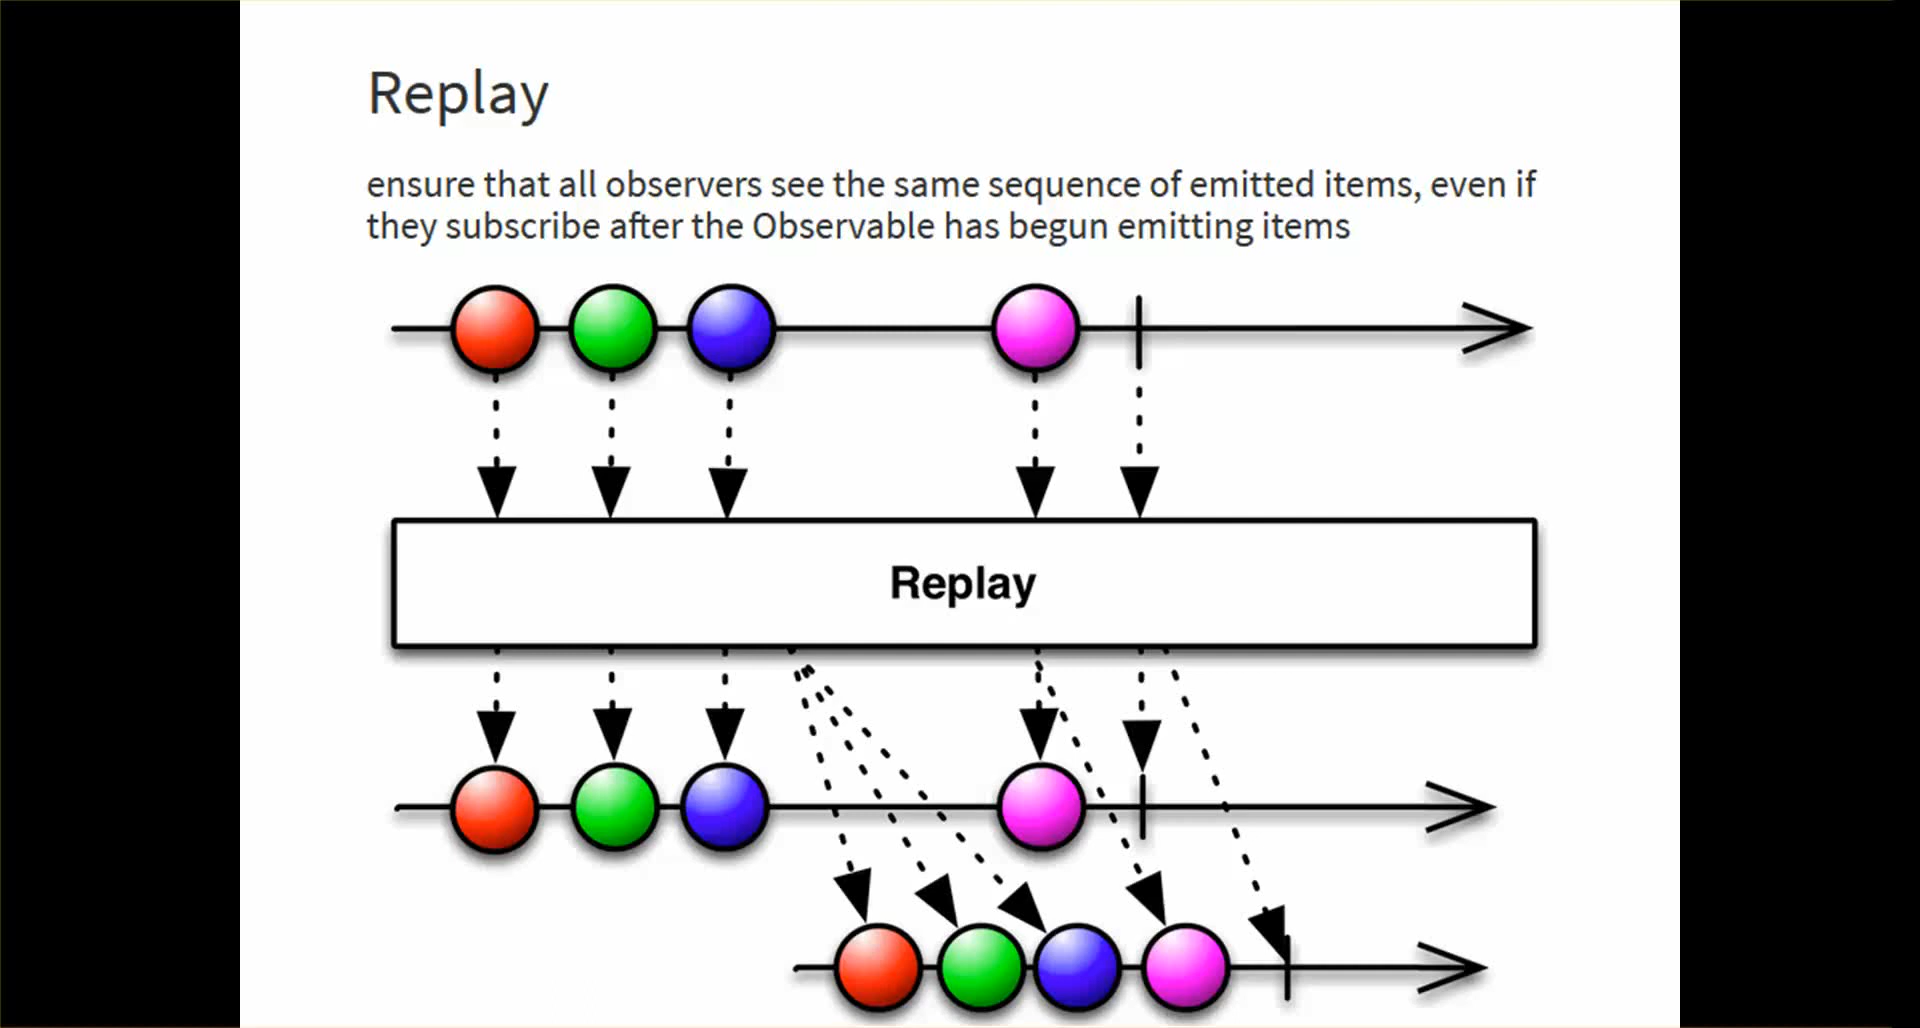 Replay
ensure that all observers see the same sequence of emitted items, even if
they subscribe after the Observable has begun emitting items
Replay